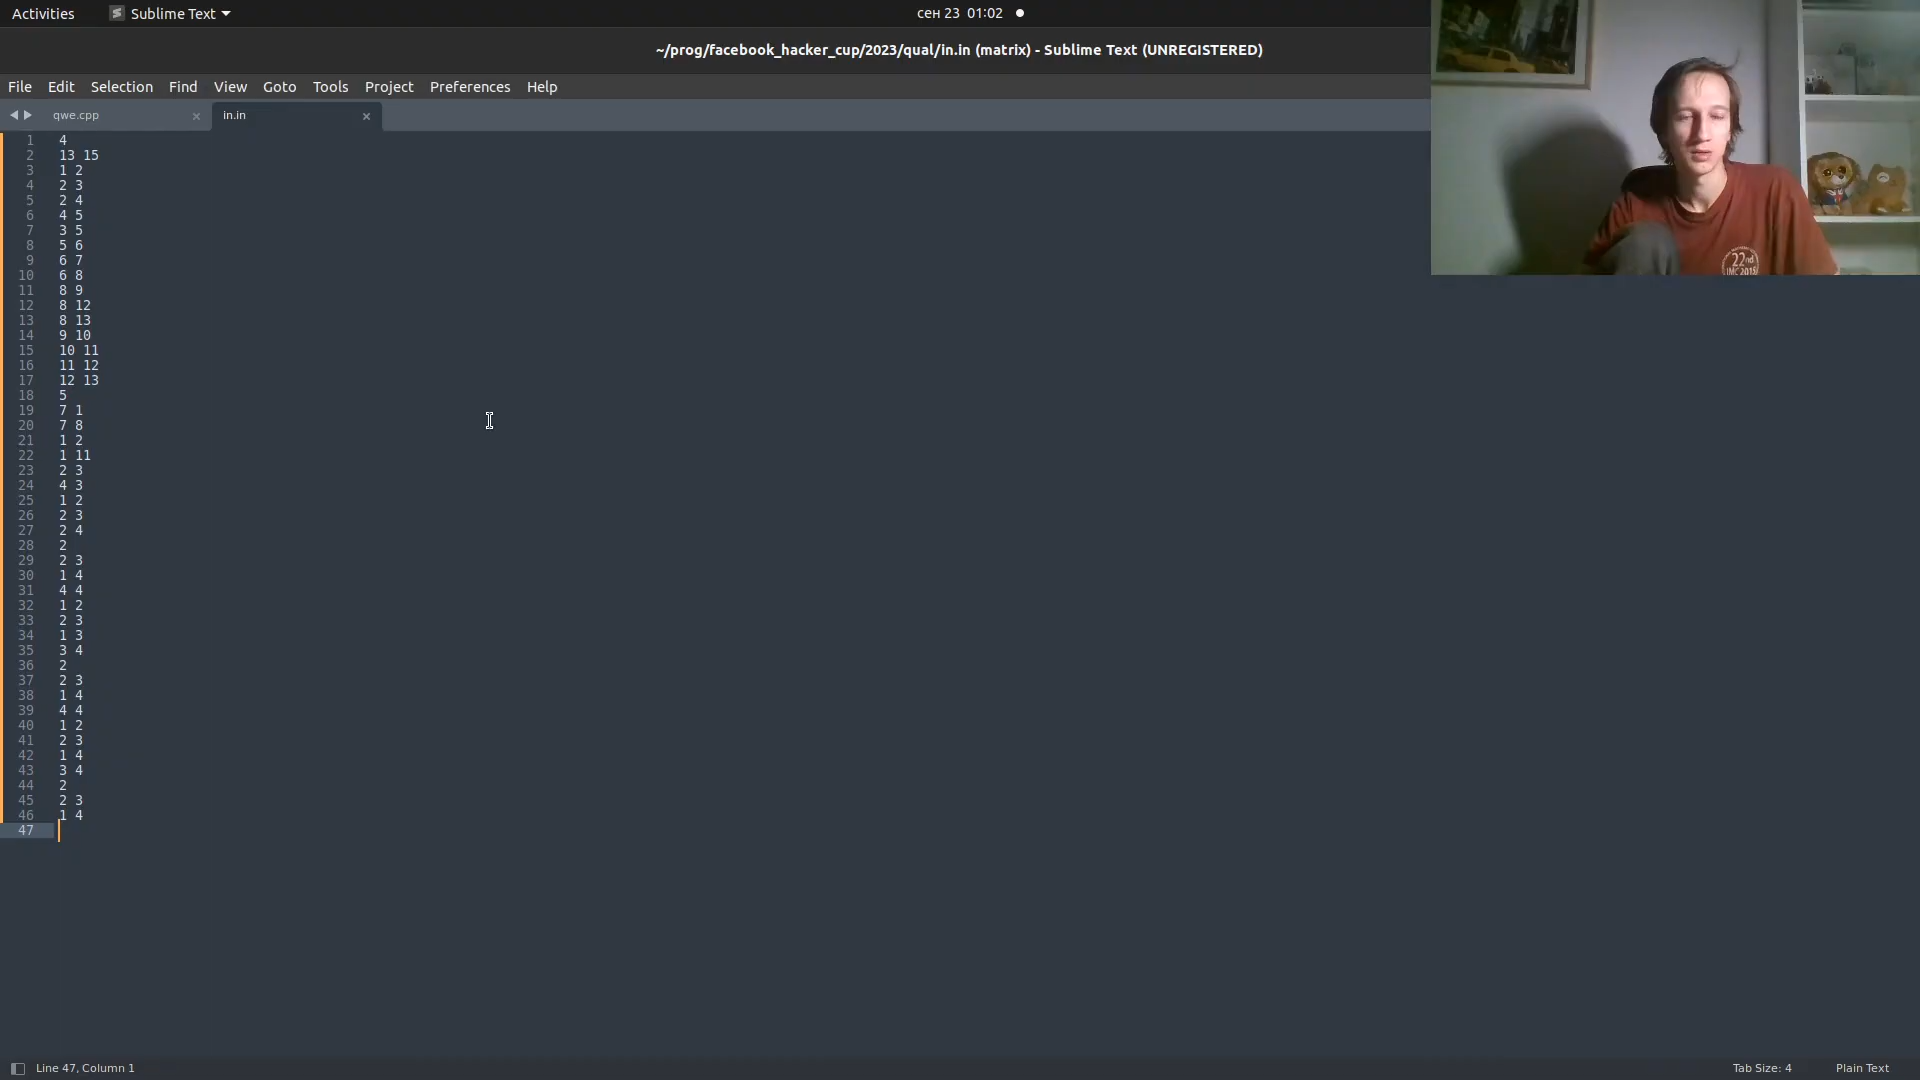 Activities
Sublime Text
сен 23 01:02
~/prog/facebook_hacker_cup/2023/qual/in.in (matrix) - Sublime Text (UNREGISTERED)
File Edit Selection Find View Goto Tools Project Preferences Help
qwe.cpp
in.in
1 4
2 13 15
3 1 2
4 2 3
5 2 4
6 4 5
7 3 5
8 5 6
9 6 7
10 6 8
11 8 9
12 8 12
13 8 13
14 9 10
15 10 11
16 11 12
17 12 13
18 5
19 7 1
20 7 8
21 1 2
22 1 11
23 2 3
24 4 3
25 1 2
26 2 3
27 2 4
28 2
29 2 3
30 1 4
31 4 4
32 1 2
33 2 3
34 1 3
35 3 4
36 2
37 2 3
38 1 4
39 4 4
40 1 2
41 2 3
42 1 4
43 3 4
44 2
45 2 3
46 1 4
47
22nd
IMC 2015
Line 47, Column 1
Tab Size: 4
Plain Text